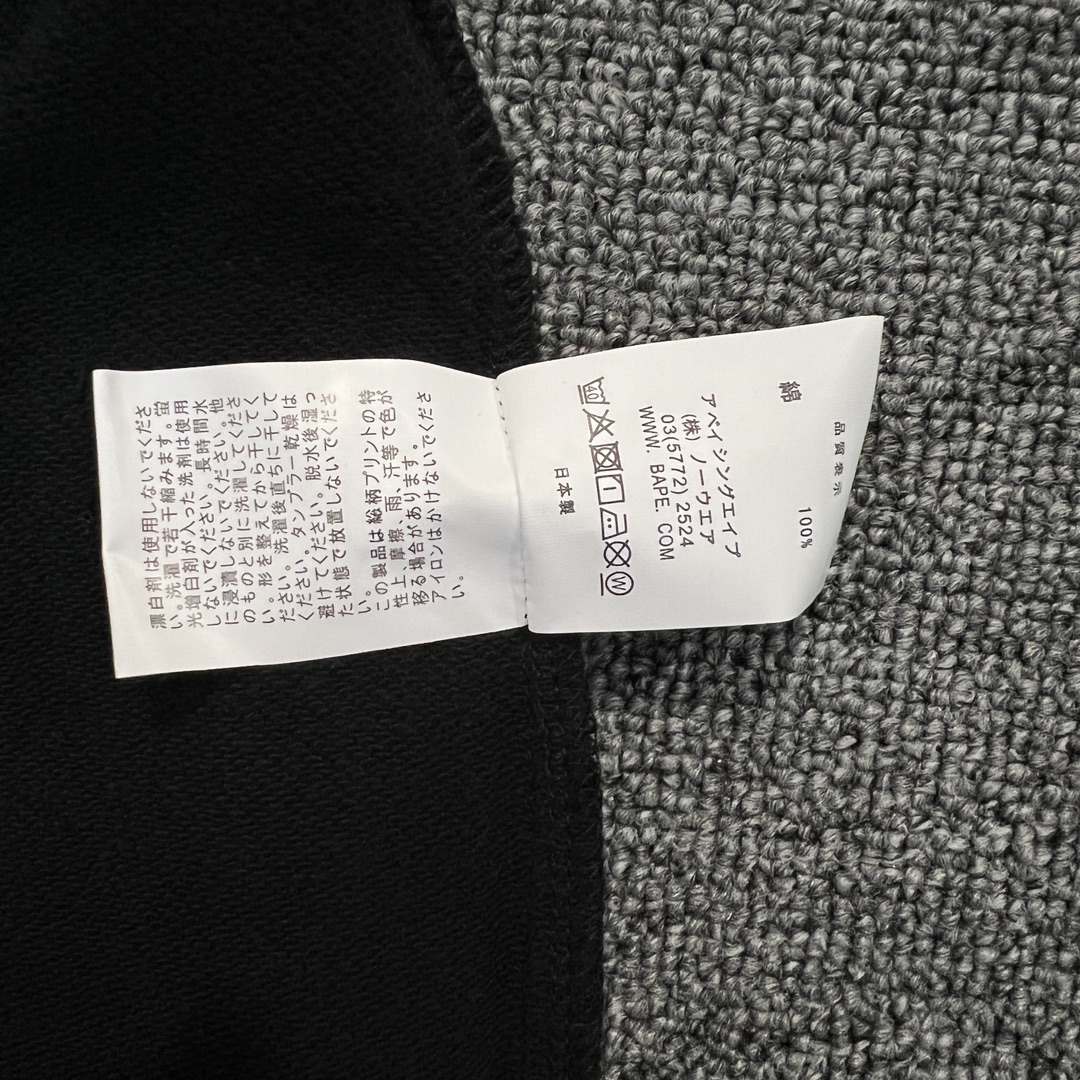 品質表示
綿 100%
アベイシングエイプ
(株)ノーウエア
03(5772)2524
WWW. BAPE. COM
日本製
漂白剤は使用しないでくださ
い。洗濯で若干縮みます。蛍
光増白剤が入った洗剤は使用
しないでください。長時間水
に浸漬しないでください。他
のものと別に洗濯してくださ
い。形を整えてから干してく
ださい。洗濯後直ちに干して
ください。タンブラー乾燥は
避けてください。脱水後湿っ
た状態で放置しないでくださ
い。
この製品は総柄プリントの特
性上、摩擦、雨、汗等で色が
移る場合があります。
アイロンはかけないでくださ
い。